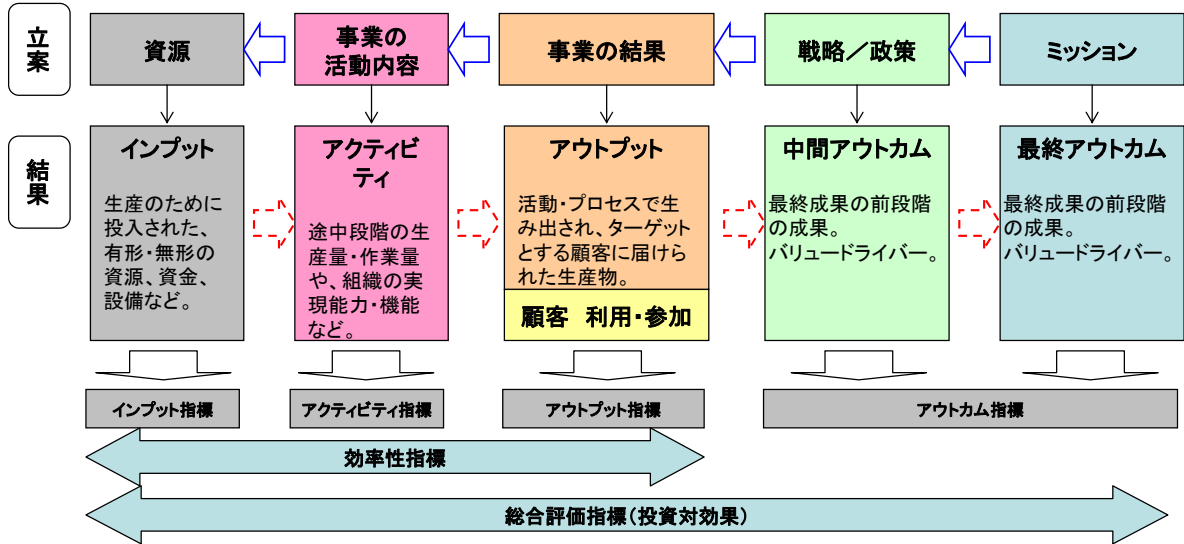 立案
資源
事業の
活動内容
事業の結果
戦略／政策
ミッション
結果
インプット
生産のために
投入された、
有形・無形の
資源、資金、
設備など。
アクティビ
ティ
途中段階の生
産量・作業量
や、組織の実
現能力・機能
など。
アウトプット
活動・プロセスで生
み出され、ターゲット
とする顧客に届けら
れた生産物。
顧客　利用・参加
中間アウトカム
最終成果の前段階
の成果。
バリュードライバー。
最終アウトカム
最終成果の前段階
の成果。
バリュードライバー。
インプット指標
アクティビティ指標
アウトプット指標
アウトカム指標
効率性指標
総合評価指標（投資対効果）